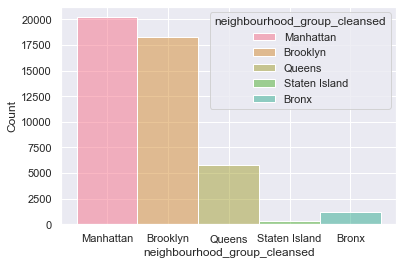 neighbourhood_group_cleansed
Manhattan
Brooklyn
Queens
Staten Island
Bronx
20000
17500
15000
12500
10000
7500
5000
2500
0
Count
Manhattan Brooklyn Queens Staten Island Bronx
neighbourhood_group_cleansed